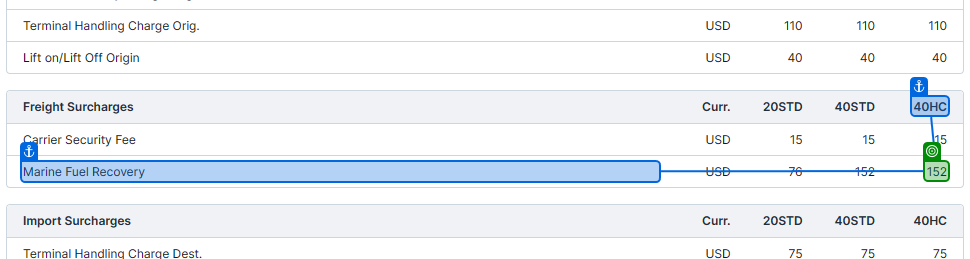 Terminal Handling Charge Orig. USD 110 110 110
Lift on/Lift Off Origin USD 40 40 40
Freight Surcharges Curr. 20STD 40STD 40HC
Carrier Security Fee USD 15 15 15
Marine Fuel Recovery USD 76 152 152
Import Surcharges Curr. 20STD 40STD 40HC
Terminal Handling Charge Dest. USD 75 75 75